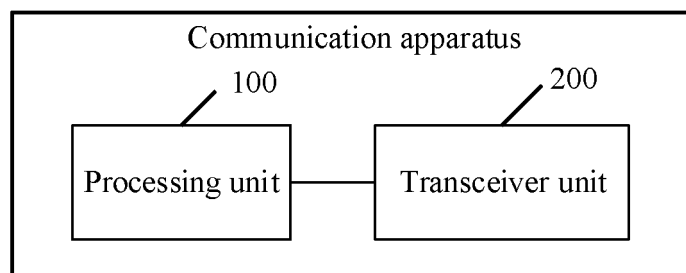 Communication apparatus
100
200
Processing unit
Transceiver unit